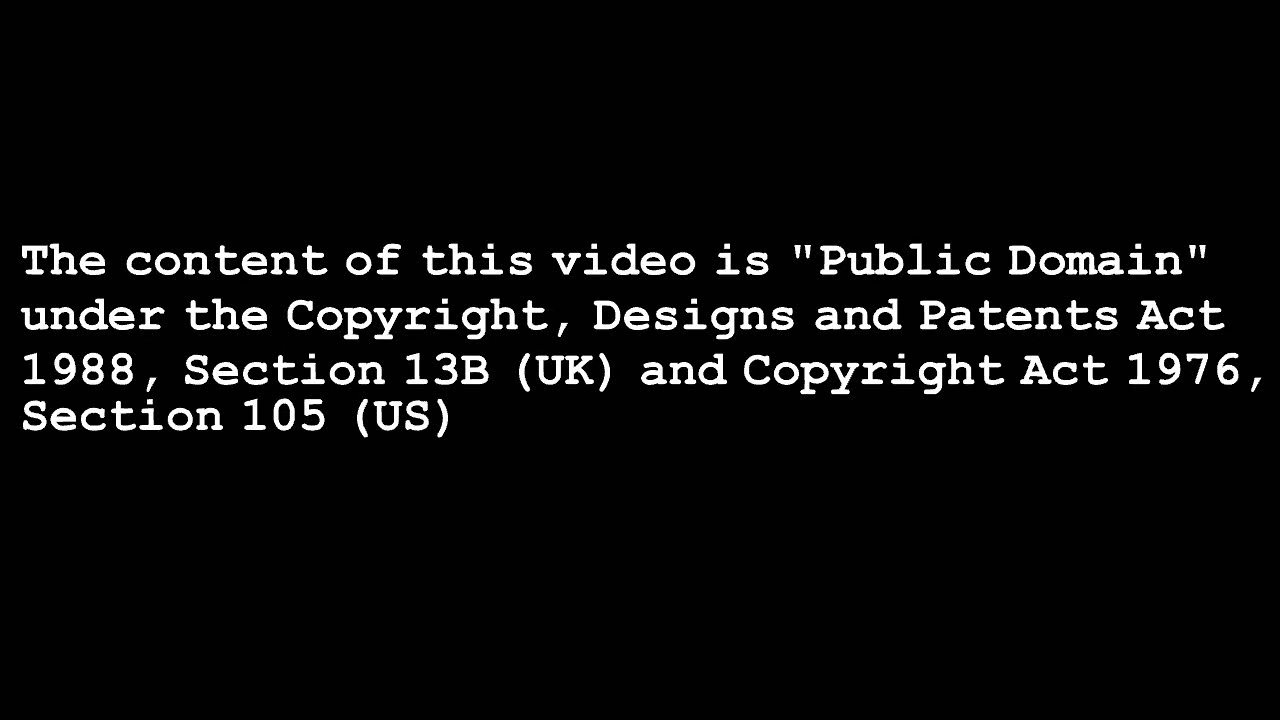 The content of this video is "Public Domain"
under the Copyright, Designs and Patents Act
1988, Section 13B (UK) and Copyright Act 1976,
Section 105 (US)